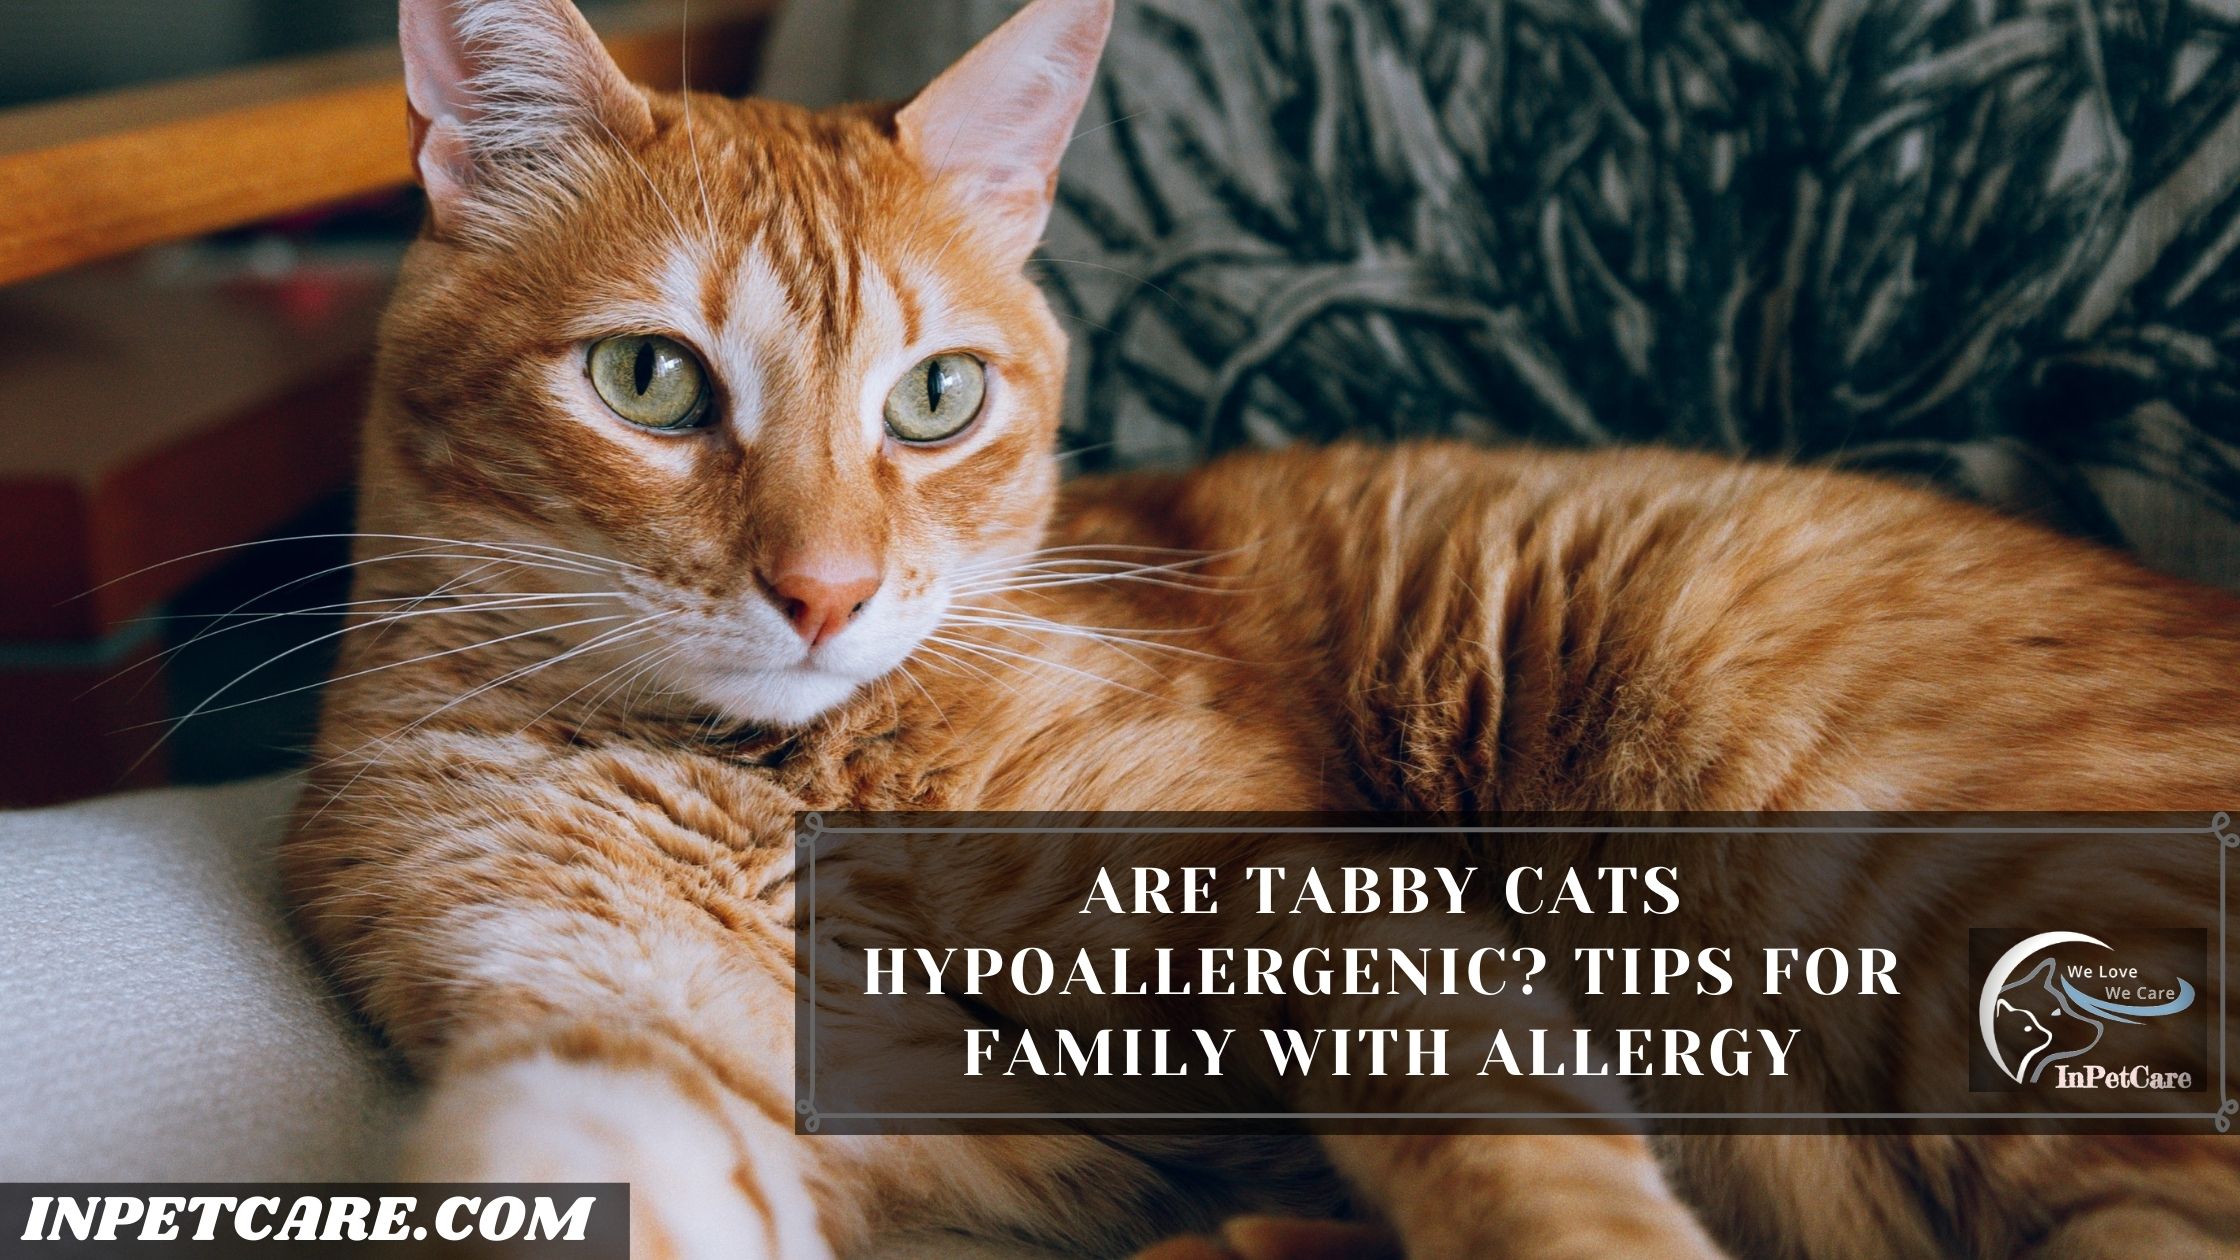 ARE TABBY CATS
HYPOALLERGENIC? TIPS FOR
FAMILY WITH ALLERGY
We Love
We Care
InPetCare
INPETCARE.COM